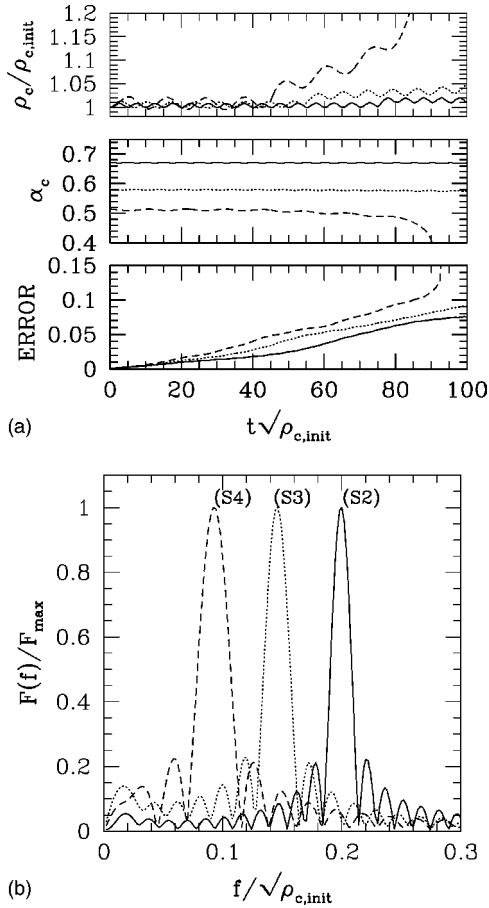 ρc/ρc,init
1.2
1.15
1.1
1.05
1
αc
0.7
0.6
0.5
0.4
ERROR
0.15
0.1
0.05
0
0 20 40 60 80 100
(a) t√ρc,init
(S4) (S3) (S2)
F(f)/Fmax
1
0.8
0.6
0.4
0.2
0
0 0.1 0.2 0.3
(b) f/√ρc,init